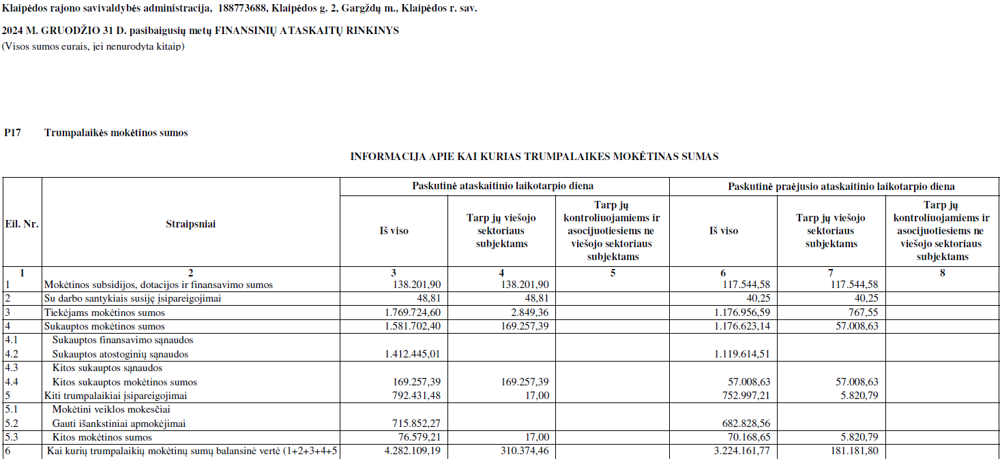 Klaipėdos rajono savivaldybės administracija, 188773688, Klaipėdos g. 2, Gargždų m., Klaipėdos r. sav.
2024 M. GRUODŽIO 31 D. pasibaigusių metų FINANSINIŲ ATASKAITŲ RINKINYS
(Visos sumos eurais, jei nenurodyta kitaip)
P17 Trumpalaikės mokėtinos sumos
INFORMACIJA APIE KAI KURIAS TRUMPALAIKES MOKĖTINAS SUMAS
Eil. Nr.
Straipsniai
Paskutinė ataskaitinio laikotarpio diena
Paskutinė praėjusio ataskaitinio laikotarpio diena
Iš viso
Tarp jų viešojo
sektoriaus
subjektams
Tarp jų
kontroliuojamiems ir
asocijuotiesiems ne
viešojo sektoriaus
subjektams
Iš viso
Tarp jų viešojo
sektoriaus
subjektams
Tarp jų
kontroliuojamiems ir
asocijuotiesiems ne
viešojo sektoriaus
subjektams
1 2 3 4 5 6 7 8
1 Mokėtinos subsidijos, dotacijos ir finansavimo sumos 138.201,90 138.201,90 117.544,58 117.544,58
2 Su darbo santykiais susiję įsipareigojimai 48,81 48,81 40,25 40,25
3 Tiekėjams mokėtinos sumos 1.769.724,60 2.849,36 1.176.956,59 767,55
4 Sukauptos mokėtinos sumos 1.581.702,40 169.257,39 1.176.623,14 57.008,63
4.1 Sukauptos finansavimo sąnaudos
4.2 Sukauptos atostoginių sąnaudos 1.412.445,01 1.119.614,51
4.3 Kitos sukauptos sąnaudos
4.4 Kitos sukauptos mokėtinos sumos 169.257,39 169.257,39 57.008,63 57.008,63
5 Kiti trumpalaikiai įsipareigojimai 792.431,48 17,00 752.997,21 5.820,79
5.1 Mokėtini veiklos mokesčiai
5.2 Gauti išankstiniai apmokėjimai 715.852,27 682.828,56
5.3 Kitos mokėtinos sumos 76.579,21 17,00 70.168,65 5.820,79
6 Kai kurių trumpalaikių mokėtinų sumų balansinė vertė (1+2+3+4+5 4.282.109,19 310.374,46 3.224.161,77 181.181,80